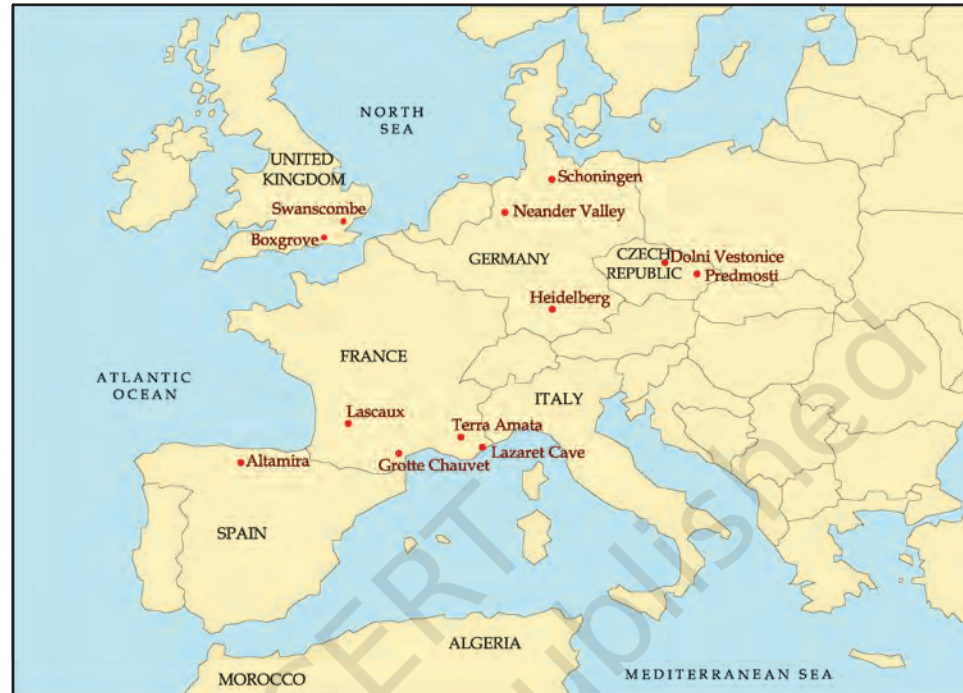 NORTH
SEA
UNITED
KINGDOM
Schoningen
Swanscombe
Neander Valley
Boxgrove
GERMANY
CZECH
REPUBLIC
Dolni Vestonice
Predmosti
Heidelberg
FRANCE
ATLANTIC
OCEAN
ITALY
Lascaux
Terra Amata
Lazaret Cave
Grotte Chauvet
Altamira
SPAIN
ALGERIA
MOROCCO
MEDITERRANEAN SEA